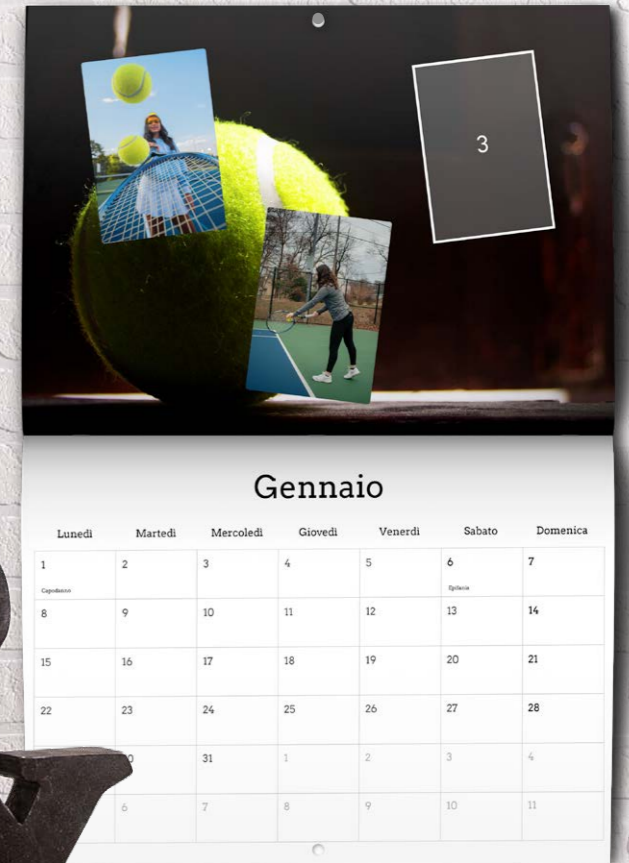 3
Gennaio
Lunedì Martedì Mercoledì Giovedì Venerdì Sabato Domenica
1 2 3 4 5 6 7
Capodanno Epifania
8 9 10 11 12 13 14
15 16 17 18 19 20 21
22 23 24 25 26 27 28
31 1 2 3 4
6 7 8 9 10 11